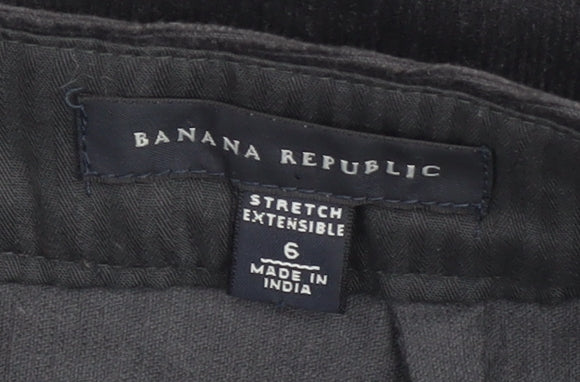 BANANA REPUBLIC
STRETCH
EXTENSIBLE
6
MADE IN
INDIA